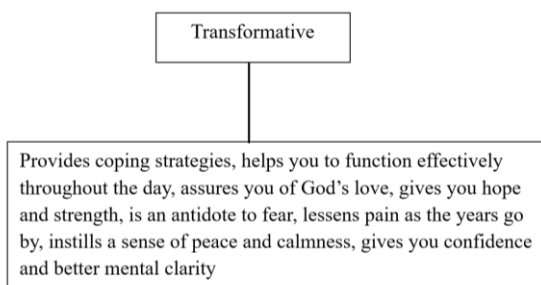 Transformative
Provides coping strategies, helps you to function effectively
throughout the day, assures you of God’s love, gives you hope
and strength, is an antidote to fear, lessens pain as the years go
by, instills a sense of peace and calmness, gives you confidence
and better mental clarity